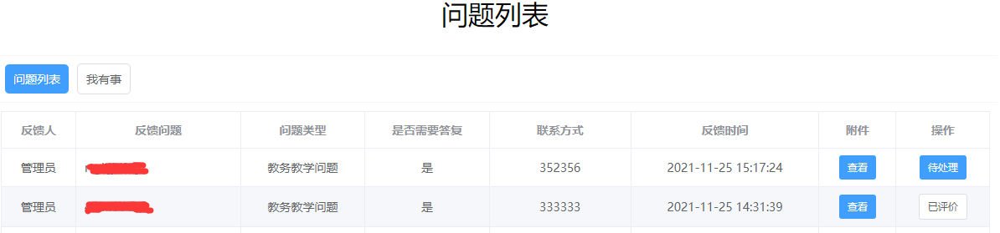 问题列表
问题列表 我有事
反馈人 反馈问题 问题类型 是否需要答复 联系方式 反馈时间 附件 操作
管理员 教务教学问题 是 352356 2021-11-25 15:17:24 查看 待处理
管理员 教务教学问题 是 333333 2021-11-25 14:31:39 查看 已评价